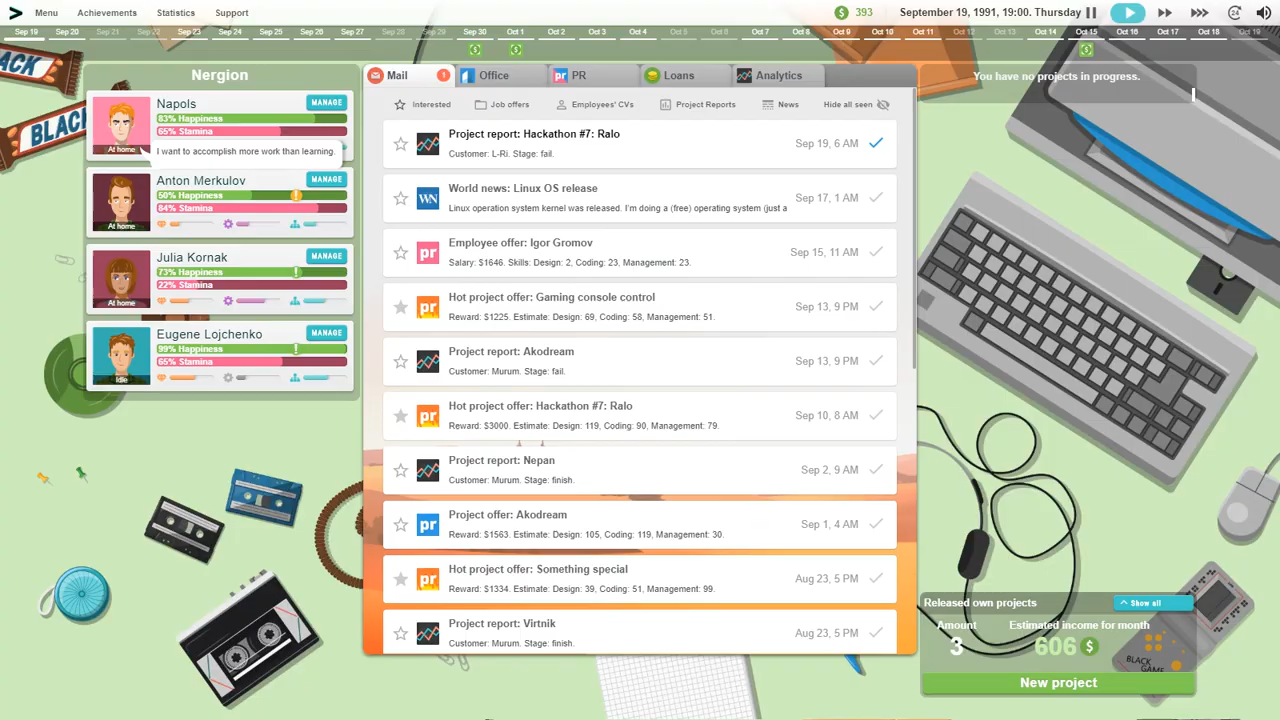 > Menu Achievements Statistics Support
393 September 19, 1991, 19:00. Thursday 24
Sep 19 Sep 20 Sep 21 Sep 22 Sep 23 Sep 24 Sep 25 Sep 26 Sep 27 Sep 28 Sep 29 Sep 30 Oct 1 Oct 2 Oct 3 Oct 4 Oct 5 Oct 6 Oct 7 Oct 8 Oct 9 Oct 10 Oct 11 Oct 12 Oct 13 Oct 14 Oct 15 Oct 16 Oct 17 Oct 18 Oct 19
Nergion
Napols MANAGE
83% Happiness
65% Stamina
At home
I want to accomplish more work than learning.
Anton Merkulov MANAGE
50% Happiness
84% Stamina
At home
Julia Kornak MANAGE
73% Happiness
22% Stamina
At home
Eugene Lojchenko MANAGE
99% Happiness
65% Stamina
Idle
Mail 1 Office pr PR Loans Analytics
Interested Job offers Employees' CVs Project Reports News Hide all seen
Project report: Hackathon #7: Ralo
Customer: L-Ri. Stage: fail.
Sep 19, 6 AM
WN
World news: Linux OS release
Linux operation system kernel was released. I'm doing a (free) operating system (just a
Sep 17, 1 AM
pr
Employee offer: Igor Gromov
Salary: $1646. Skills: Design: 2, Coding: 23, Management: 23.
Sep 15, 11 AM
pr
Hot project offer: Gaming console control
Reward: $1225. Estimate: Design: 69, Coding: 58, Management: 51.
Sep 13, 9 PM
Project report: Akodream
Customer: Murum. Stage: fail.
Sep 13, 9 PM
pr
Hot project offer: Hackathon #7: Ralo
Reward: $3000. Estimate: Design: 119, Coding: 90, Management: 79.
Sep 10, 8 AM
Project report: Nepan
Customer: Murum. Stage: finish.
Sep 2, 9 AM
pr
Project offer: Akodream
Reward: $1563. Estimate: Design: 105, Coding: 119, Management: 30.
Sep 1, 4 AM
pr
Hot project offer: Something special
Reward: $1334. Estimate: Design: 39, Coding: 51, Management: 99.
Aug 23, 5 PM
Project report: Virtnik
Customer: Murum. Stage: finish.
Aug 23, 5 PM
You have no projects in progress.
Released own projects Show all
Amount Estimated income for month
3 606 $
New project
BLACK
BLACK
BLACK GAME